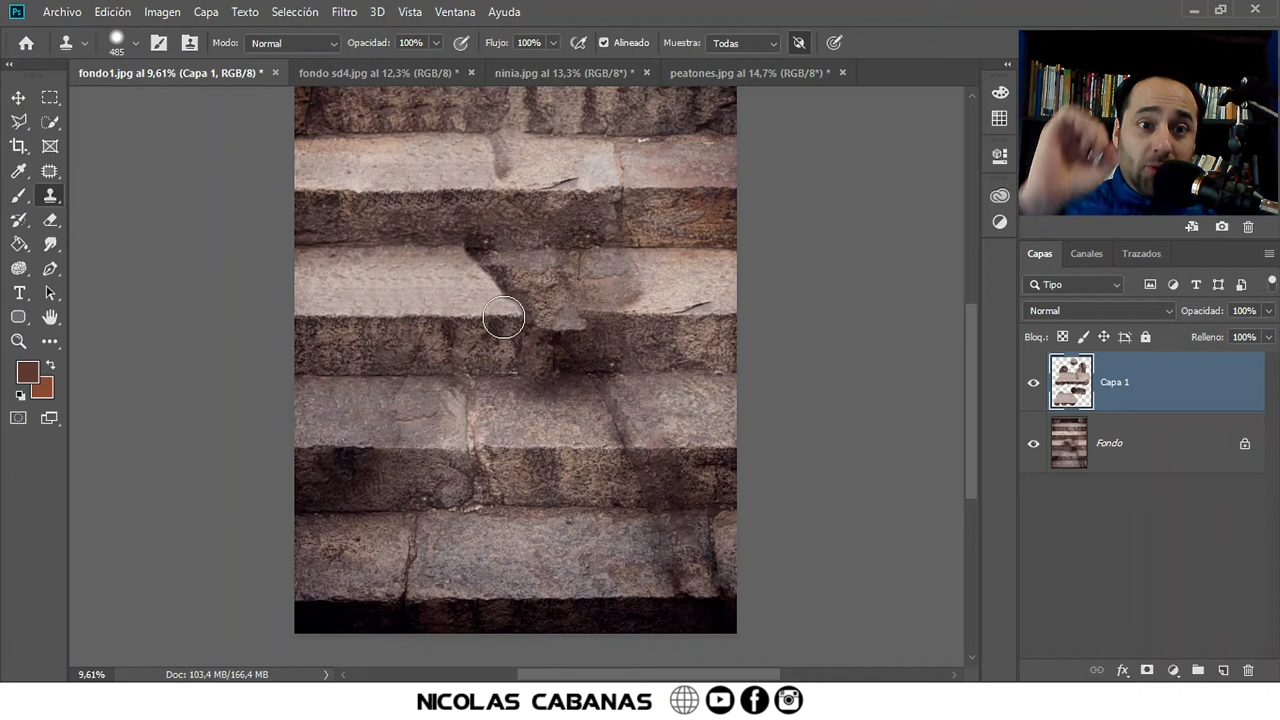 Ps Archivo Edición Imagen Capa Texto Selección Filtro 3D Vista Ventana Ayuda
485 Modo: Normal Opacidad: 100% Flujo: 100% Alineado Muestra: Todas
fondo1.jpg al 9,61% (Capa 1, RGB/8) * fondo sd4.jpg al 12,3% (RGB/8) * ninia.jpg al 13,3% (RGB/8*) * peatones.jpg al 14,7% (RGB/8*) *
Capas Canales Trazados
Tipo
Normal Opacidad: 100%
Bloq.: Relleno: 100%
Capa 1
Fondo
9,61% Doc: 103,4 MB/166,4 MB
NICOLAS CABANAS